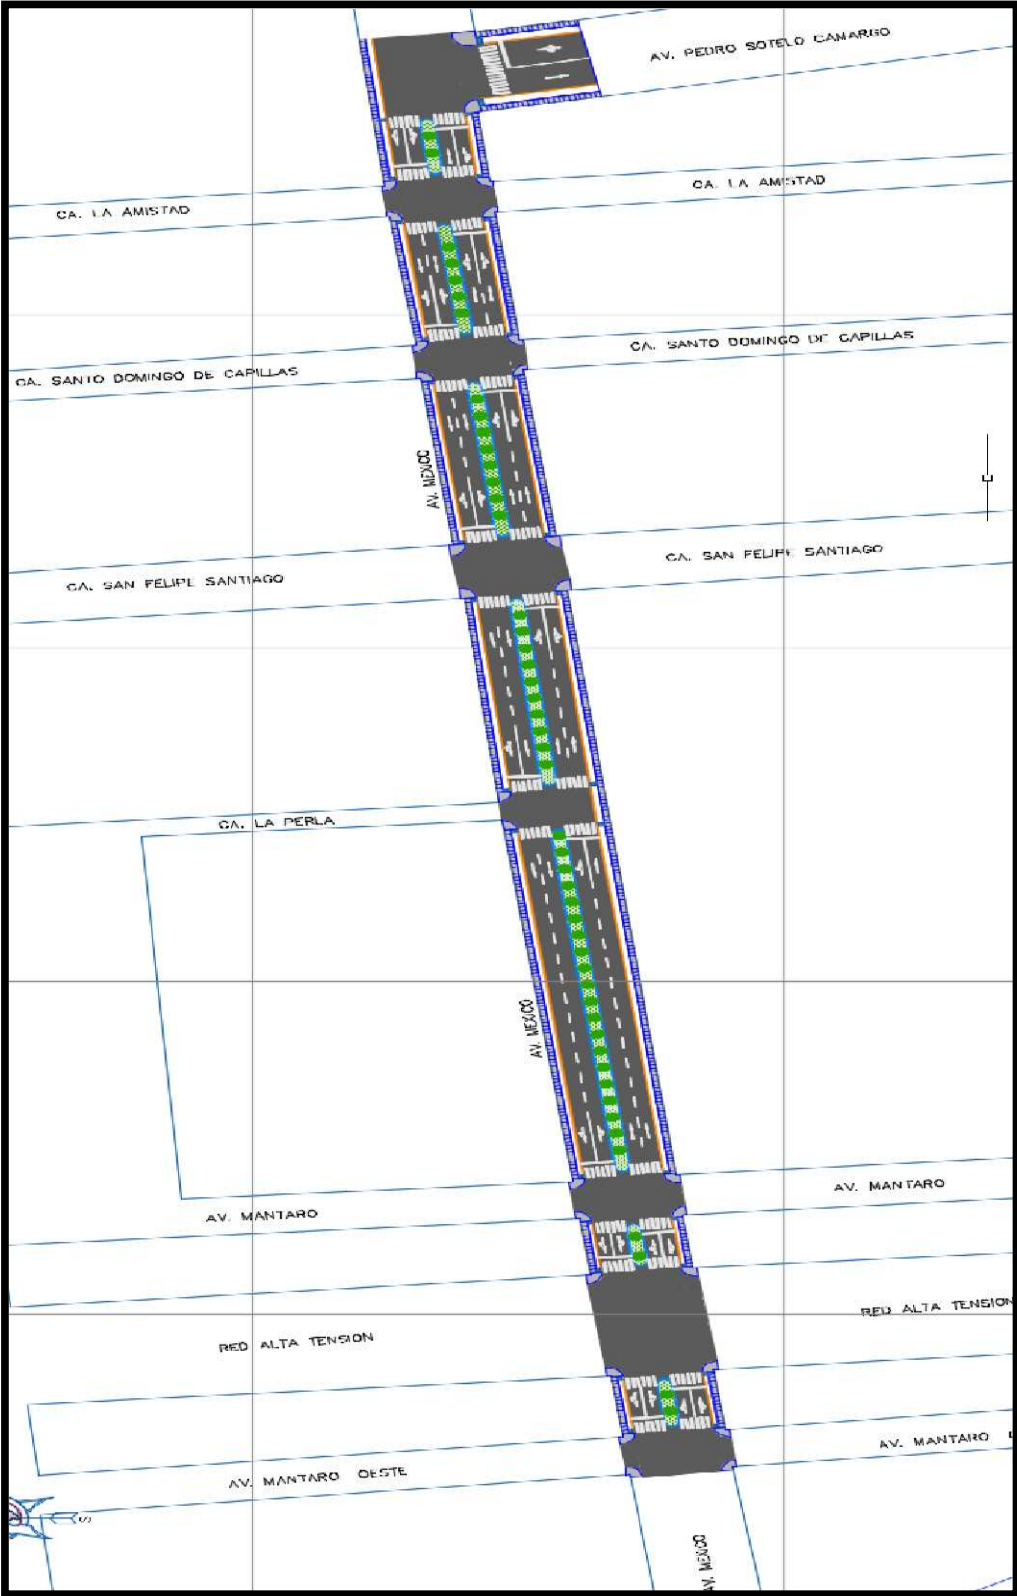 AV. PEDRO SOTELO CAMARGO
CA. LA AMISTAD
CA. LA AMISTAD
CA. SANTO DOMINGO DE CAPILLAS
CA. SANTO DOMINGO DE CAPILLAS
AV. MEXICO
CA. SAN FELIPE SANTIAGO
CA. SAN FELIPE SANTIAGO
CA. LA PERLA
AV. MEXICO
AV. MANTARO
AV. MANTARO
RED ALTA TENSION
RED ALTA TENSION
AV. MANTARO
AV. MANTARO OESTE
S
AV. MEXICO